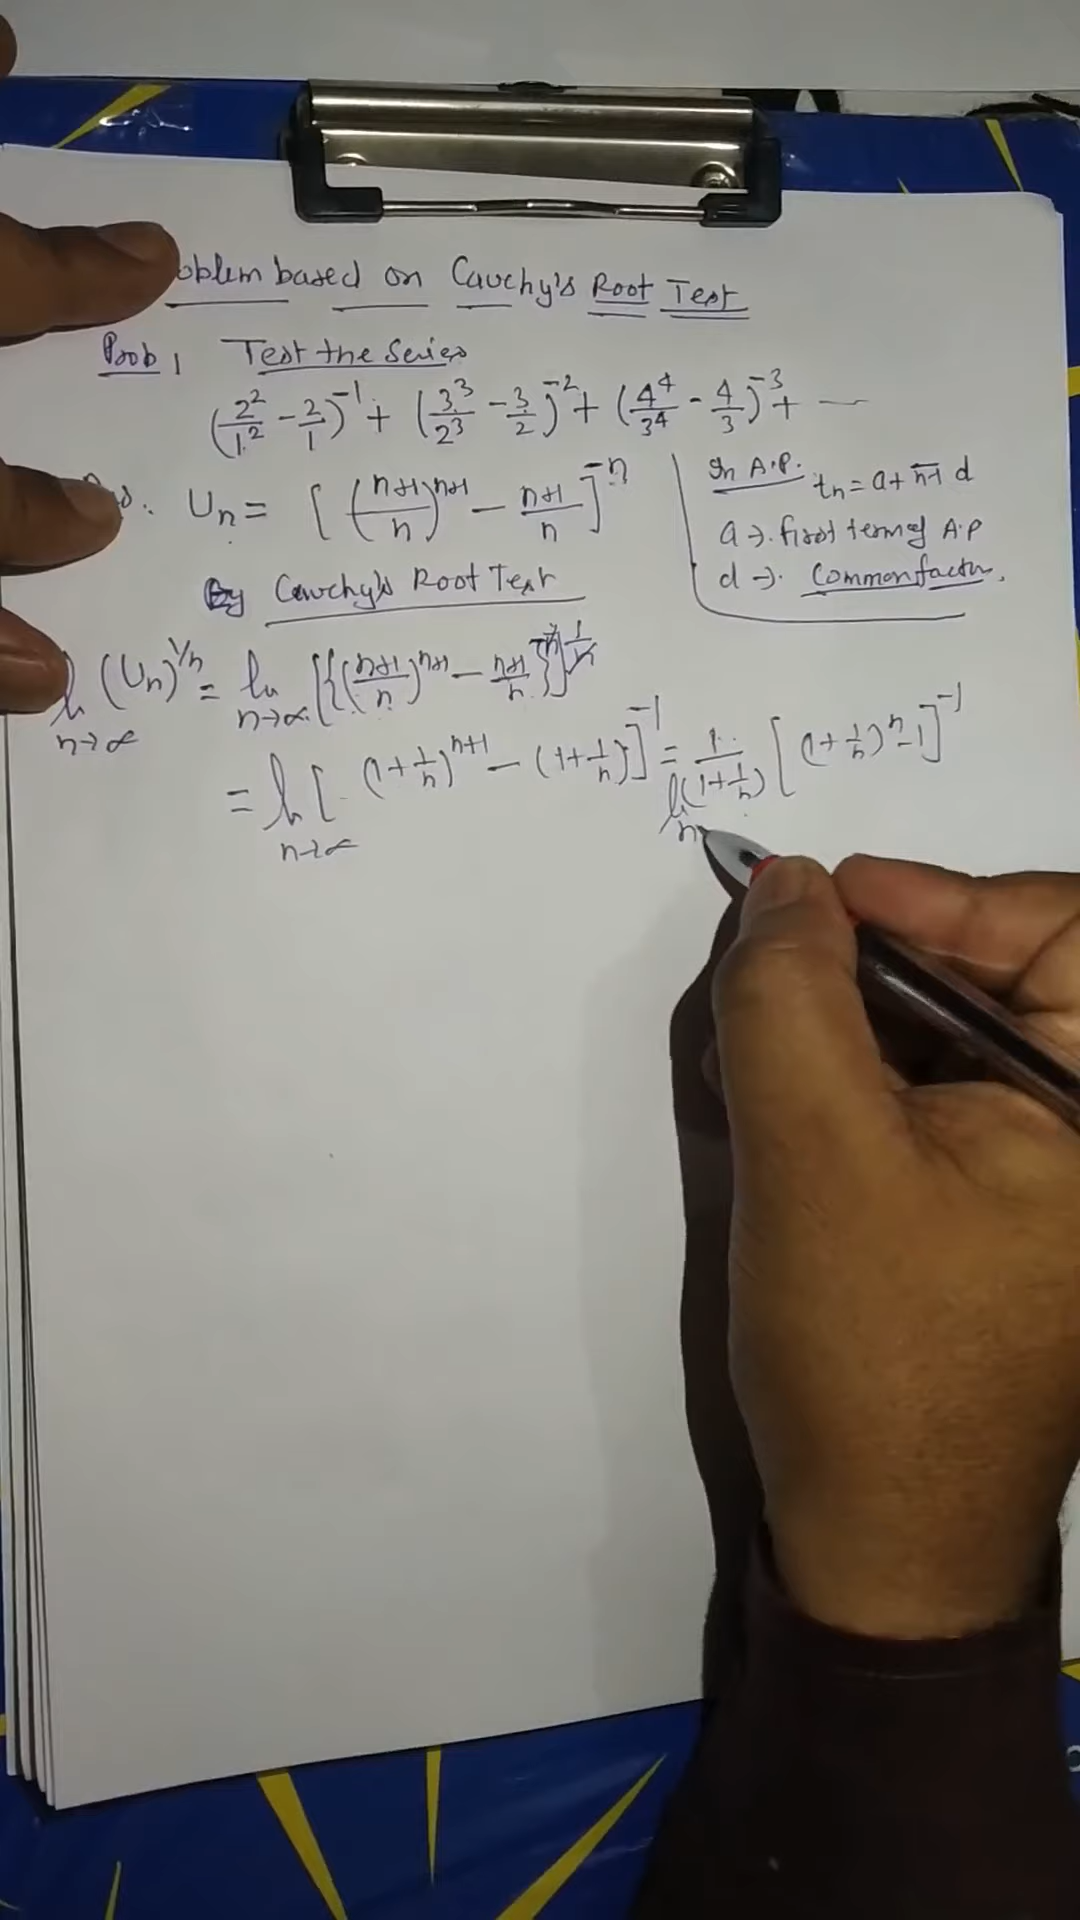 oblem based on Cauchy's Root Test
Prob 1 Test the Series
(2²/1² - 2/1)⁻¹ + (3³/2³ - 3/2)⁻² + (4⁴/3⁴ - 4/3)⁻³ + —
Uₙ = [((n+1)/n)ⁿ⁺¹ - (n+1)/n]⁻ⁿ
In A.P. tₙ = a + n-1 d
a → first term of A.P
d → Common factor.
By Cauchy's Root Test
(Uₙ)^1/n = [{((n+1)/n)ⁿ⁺¹ - (n+1)/n}⁻ⁿ]^1/n
n→∞ n→∞
= [(1+1/n)ⁿ⁺¹ - (1+1/n)]⁻¹ = 1/(1+1/n) [(1+1/n)ⁿ - 1]⁻¹
n→∞ n